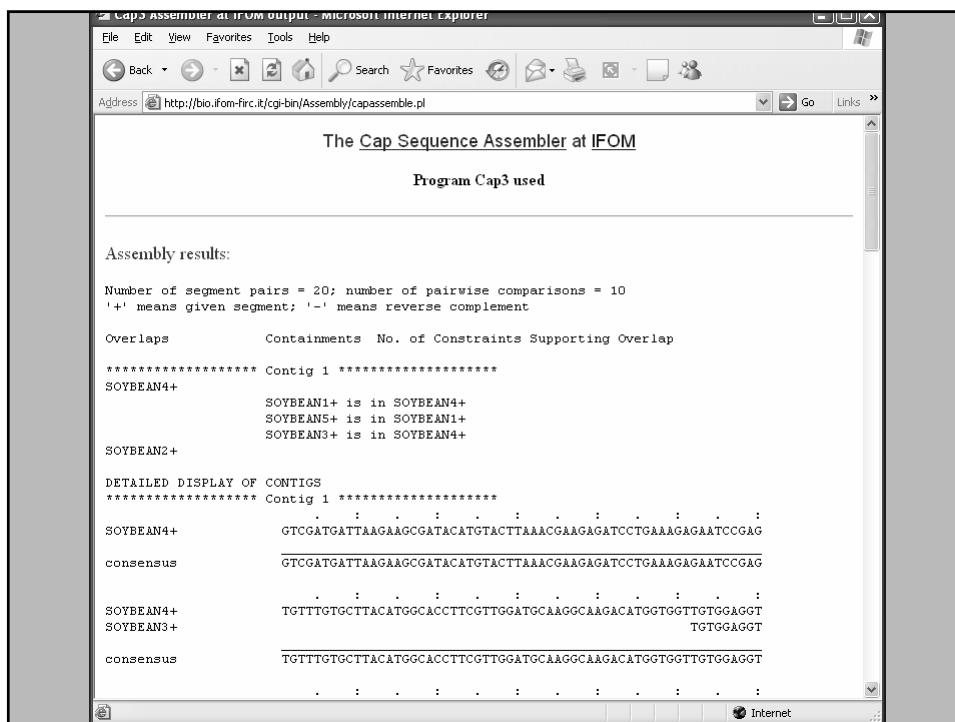 Cap3 Assembler at IFOM output - Microsoft Internet Explorer
File Edit View Favorites Tools Help
Back Search Favorites
Address http://bio.ifom-firc.it/cgi-bin/Assembly/capassemble.pl Go Links »
The Cap Sequence Assembler at IFOM
Program Cap3 used
Assembly results:
Number of segment pairs = 20; number of pairwise comparisons = 10
'+' means given segment; '-' means reverse complement
Overlaps Containments No. of Constraints Supporting Overlap
******************* Contig 1 ********************
SOYBEAN4+
SOYBEAN1+ is in SOYBEAN4+
SOYBEAN5+ is in SOYBEAN1+
SOYBEAN3+ is in SOYBEAN4+
SOYBEAN2+
DETAILED DISPLAY OF CONTIGS
******************* Contig 1 ********************
. : . : . : . : . : . :
SOYBEAN4+ GTCGATGATTAAGAAGCGATACATGTACTTAAACGAAGAGATCCTGAAAGAGAATCCGAG
consensus GTCGATGATTAAGAAGCGATACATGTACTTAAACGAAGAGATCCTGAAAGAGAATCCGAG
. : . : . : . : . : . :
SOYBEAN4+ TGTTTGTGCTTACATGGCACCTTCGTTGGATGCAAGGCAAGACATGGTGGTTGTGGAGGT
SOYBEAN3+ TGTGGAGGT
consensus TGTTTGTGCTTACATGGCACCTTCGTTGGATGCAAGGCAAGACATGGTGGTTGTGGAGGT
. : . : . : . : . : . :
Internet